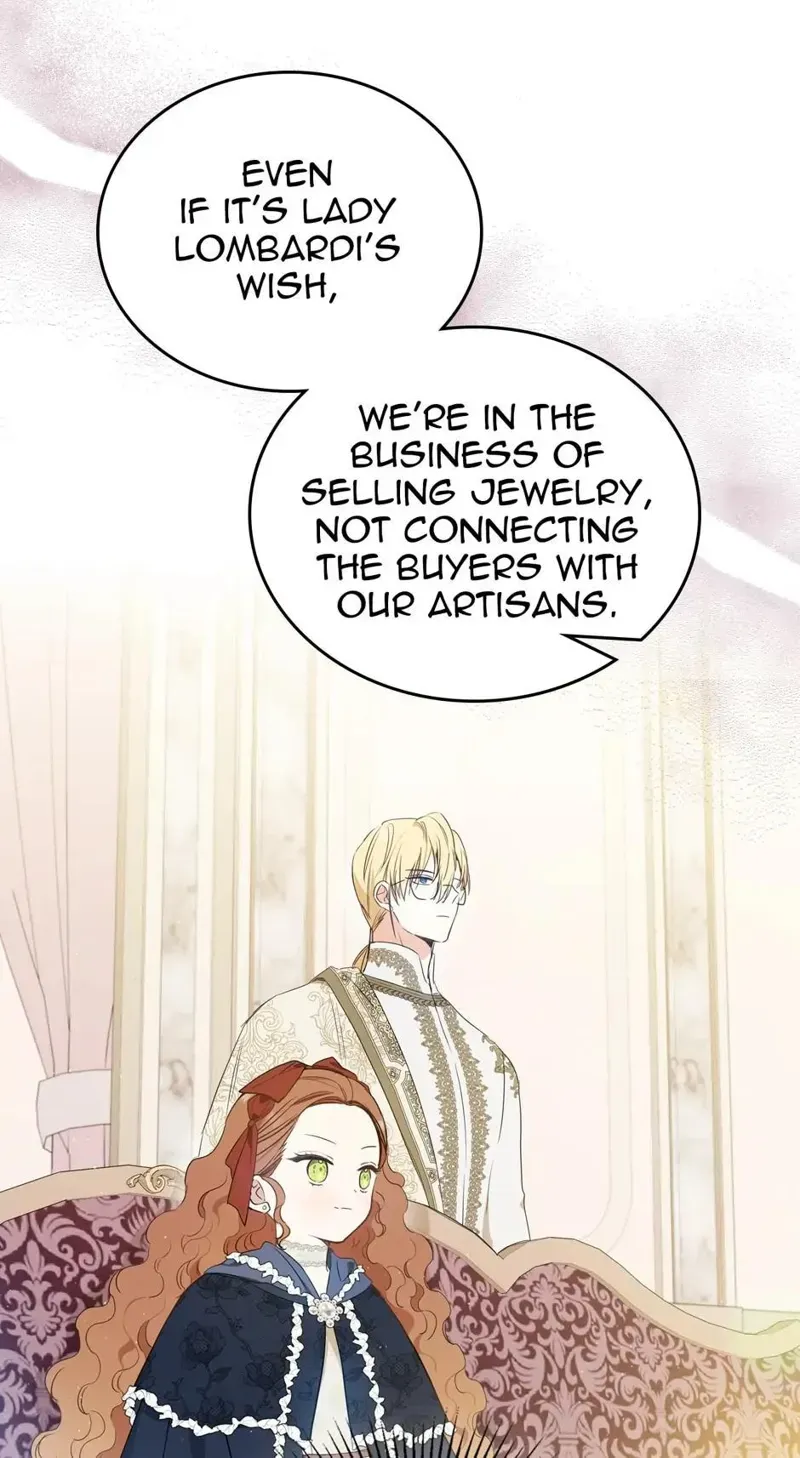 EVEN
IF IT'S LADY
LOMBARDI'S
WISH,
WE'RE IN THE
BUSINESS OF
SELLING JEWELRY,
NOT CONNECTING
THE BUYERS WITH
OUR ARTISANS.